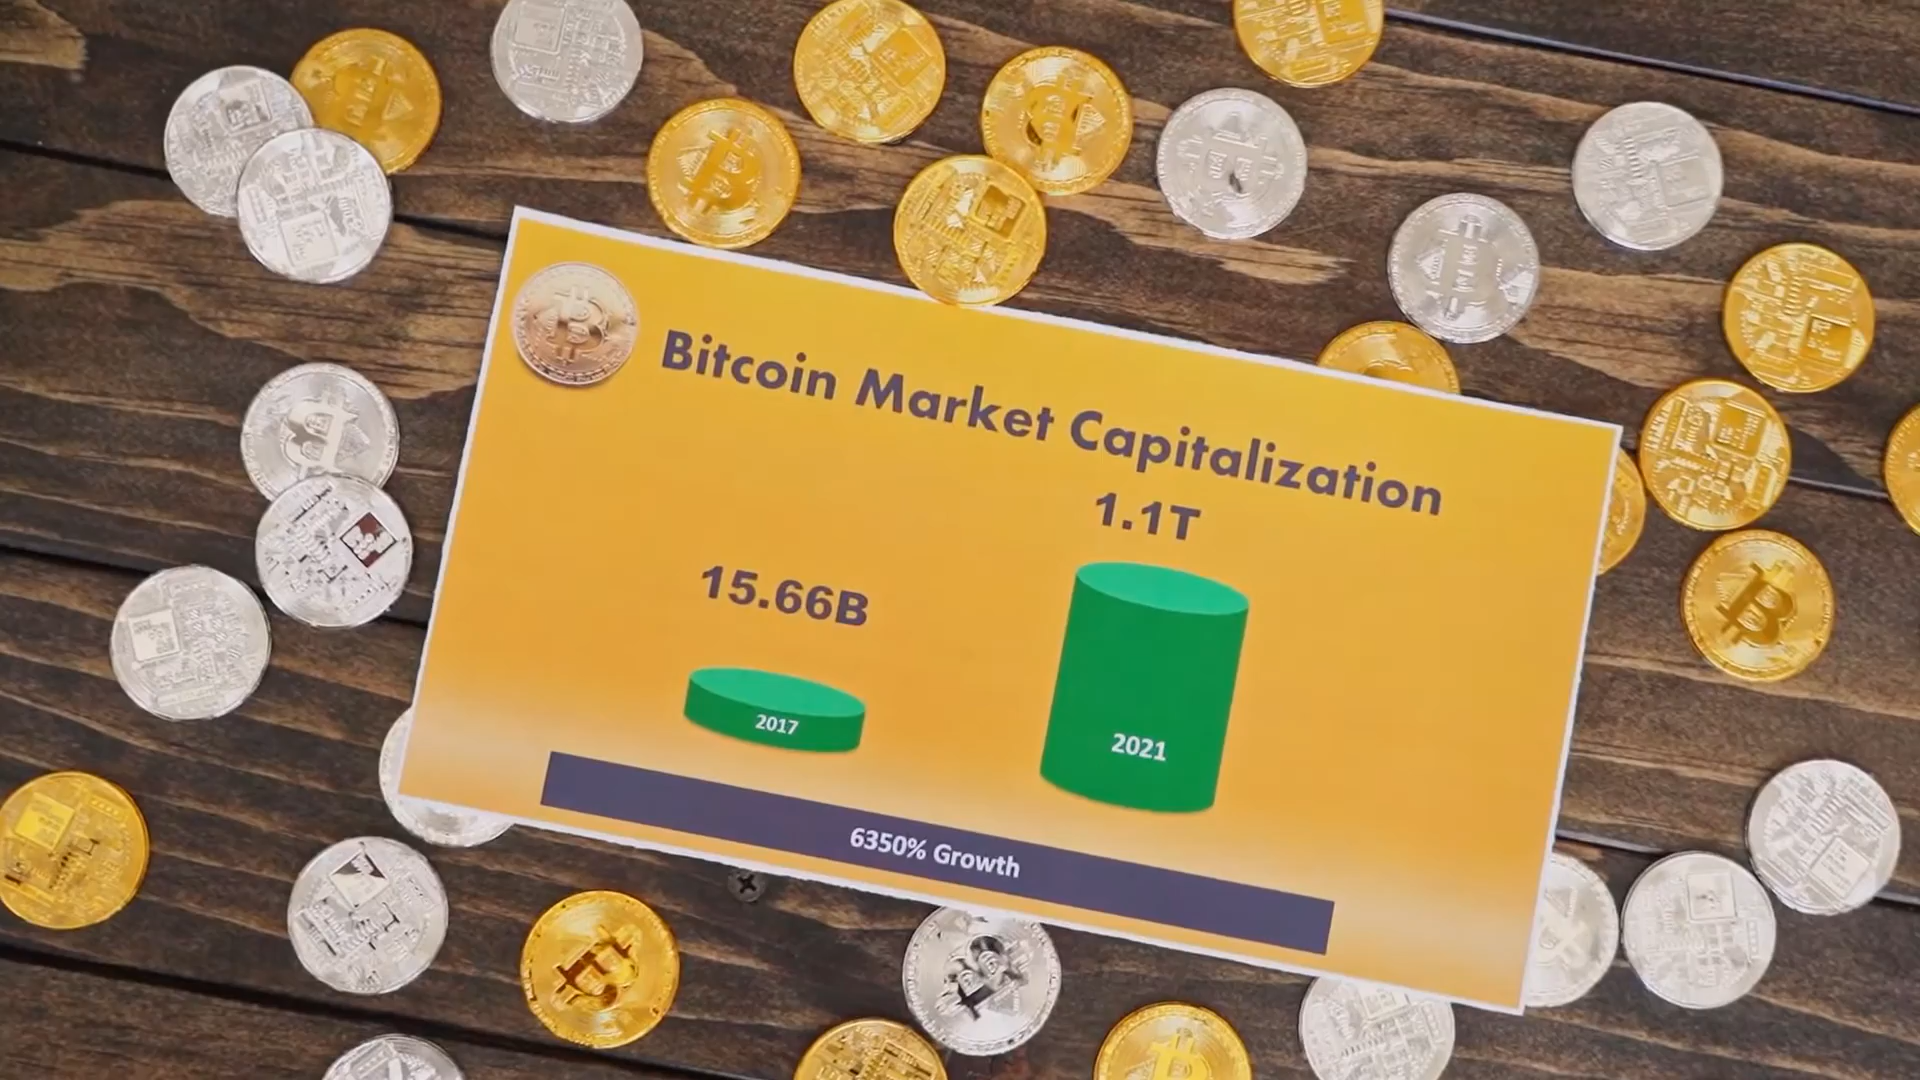 Bitcoin Market Capitalization
1.1T
15.66B
2017
2021
6350% Growth